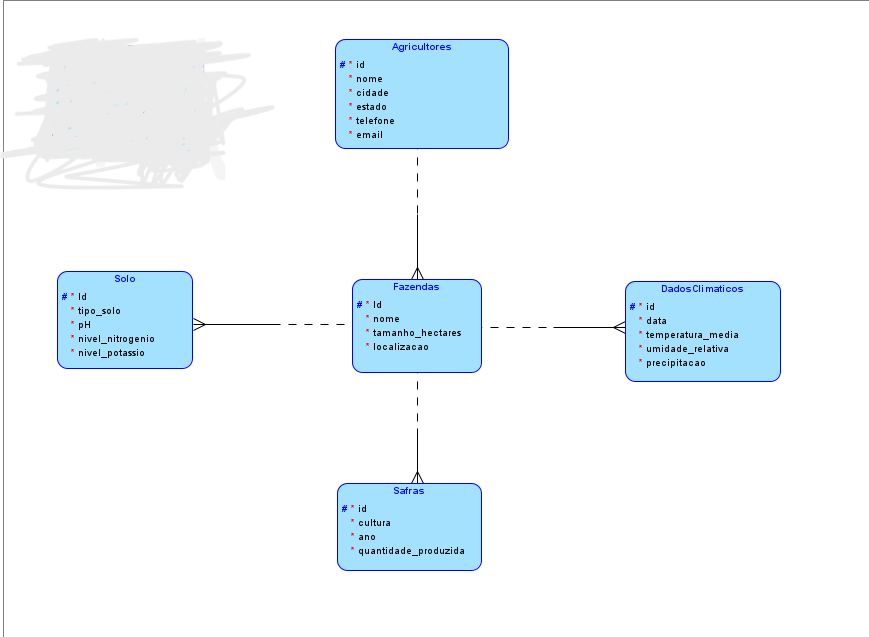 Agricultores
# * id
* nome
* cidade
* estado
* telefone
* email
Solo
# * Id
* tipo_solo
* pH
* nivel_nitrogenio
* nivel_potassio
Fazendas
# * Id
* nome
* tamanho_hectares
* localizacao
DadosClimaticos
# * id
* data
* temperatura_media
* umidade_relativa
* precipitacao
Safras
# * id
* cultura
* ano
* quantidade_produzida